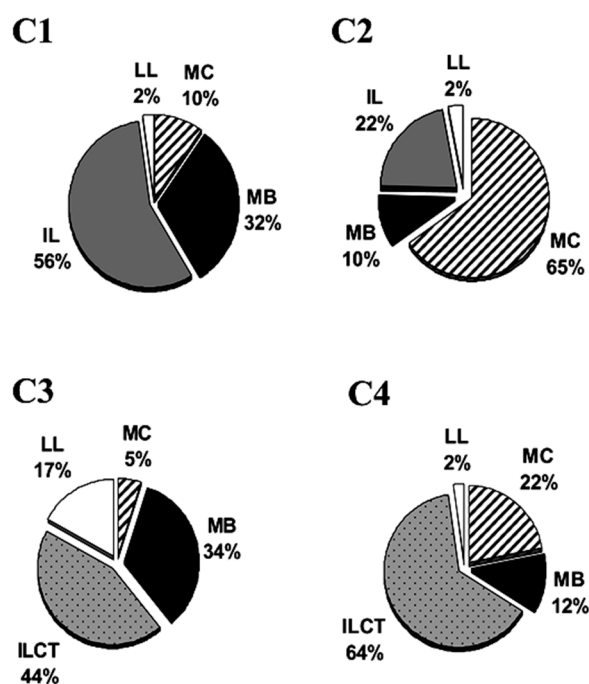 C1
LL
2%
MC
10%
MB
32%
IL
56%
C2
LL
2%
IL
22%
MB
10%
MC
65%
C3
LL
17%
MC
5%
MB
34%
ILCT
44%
C4
LL
2%
MC
22%
MB
12%
ILCT
64%